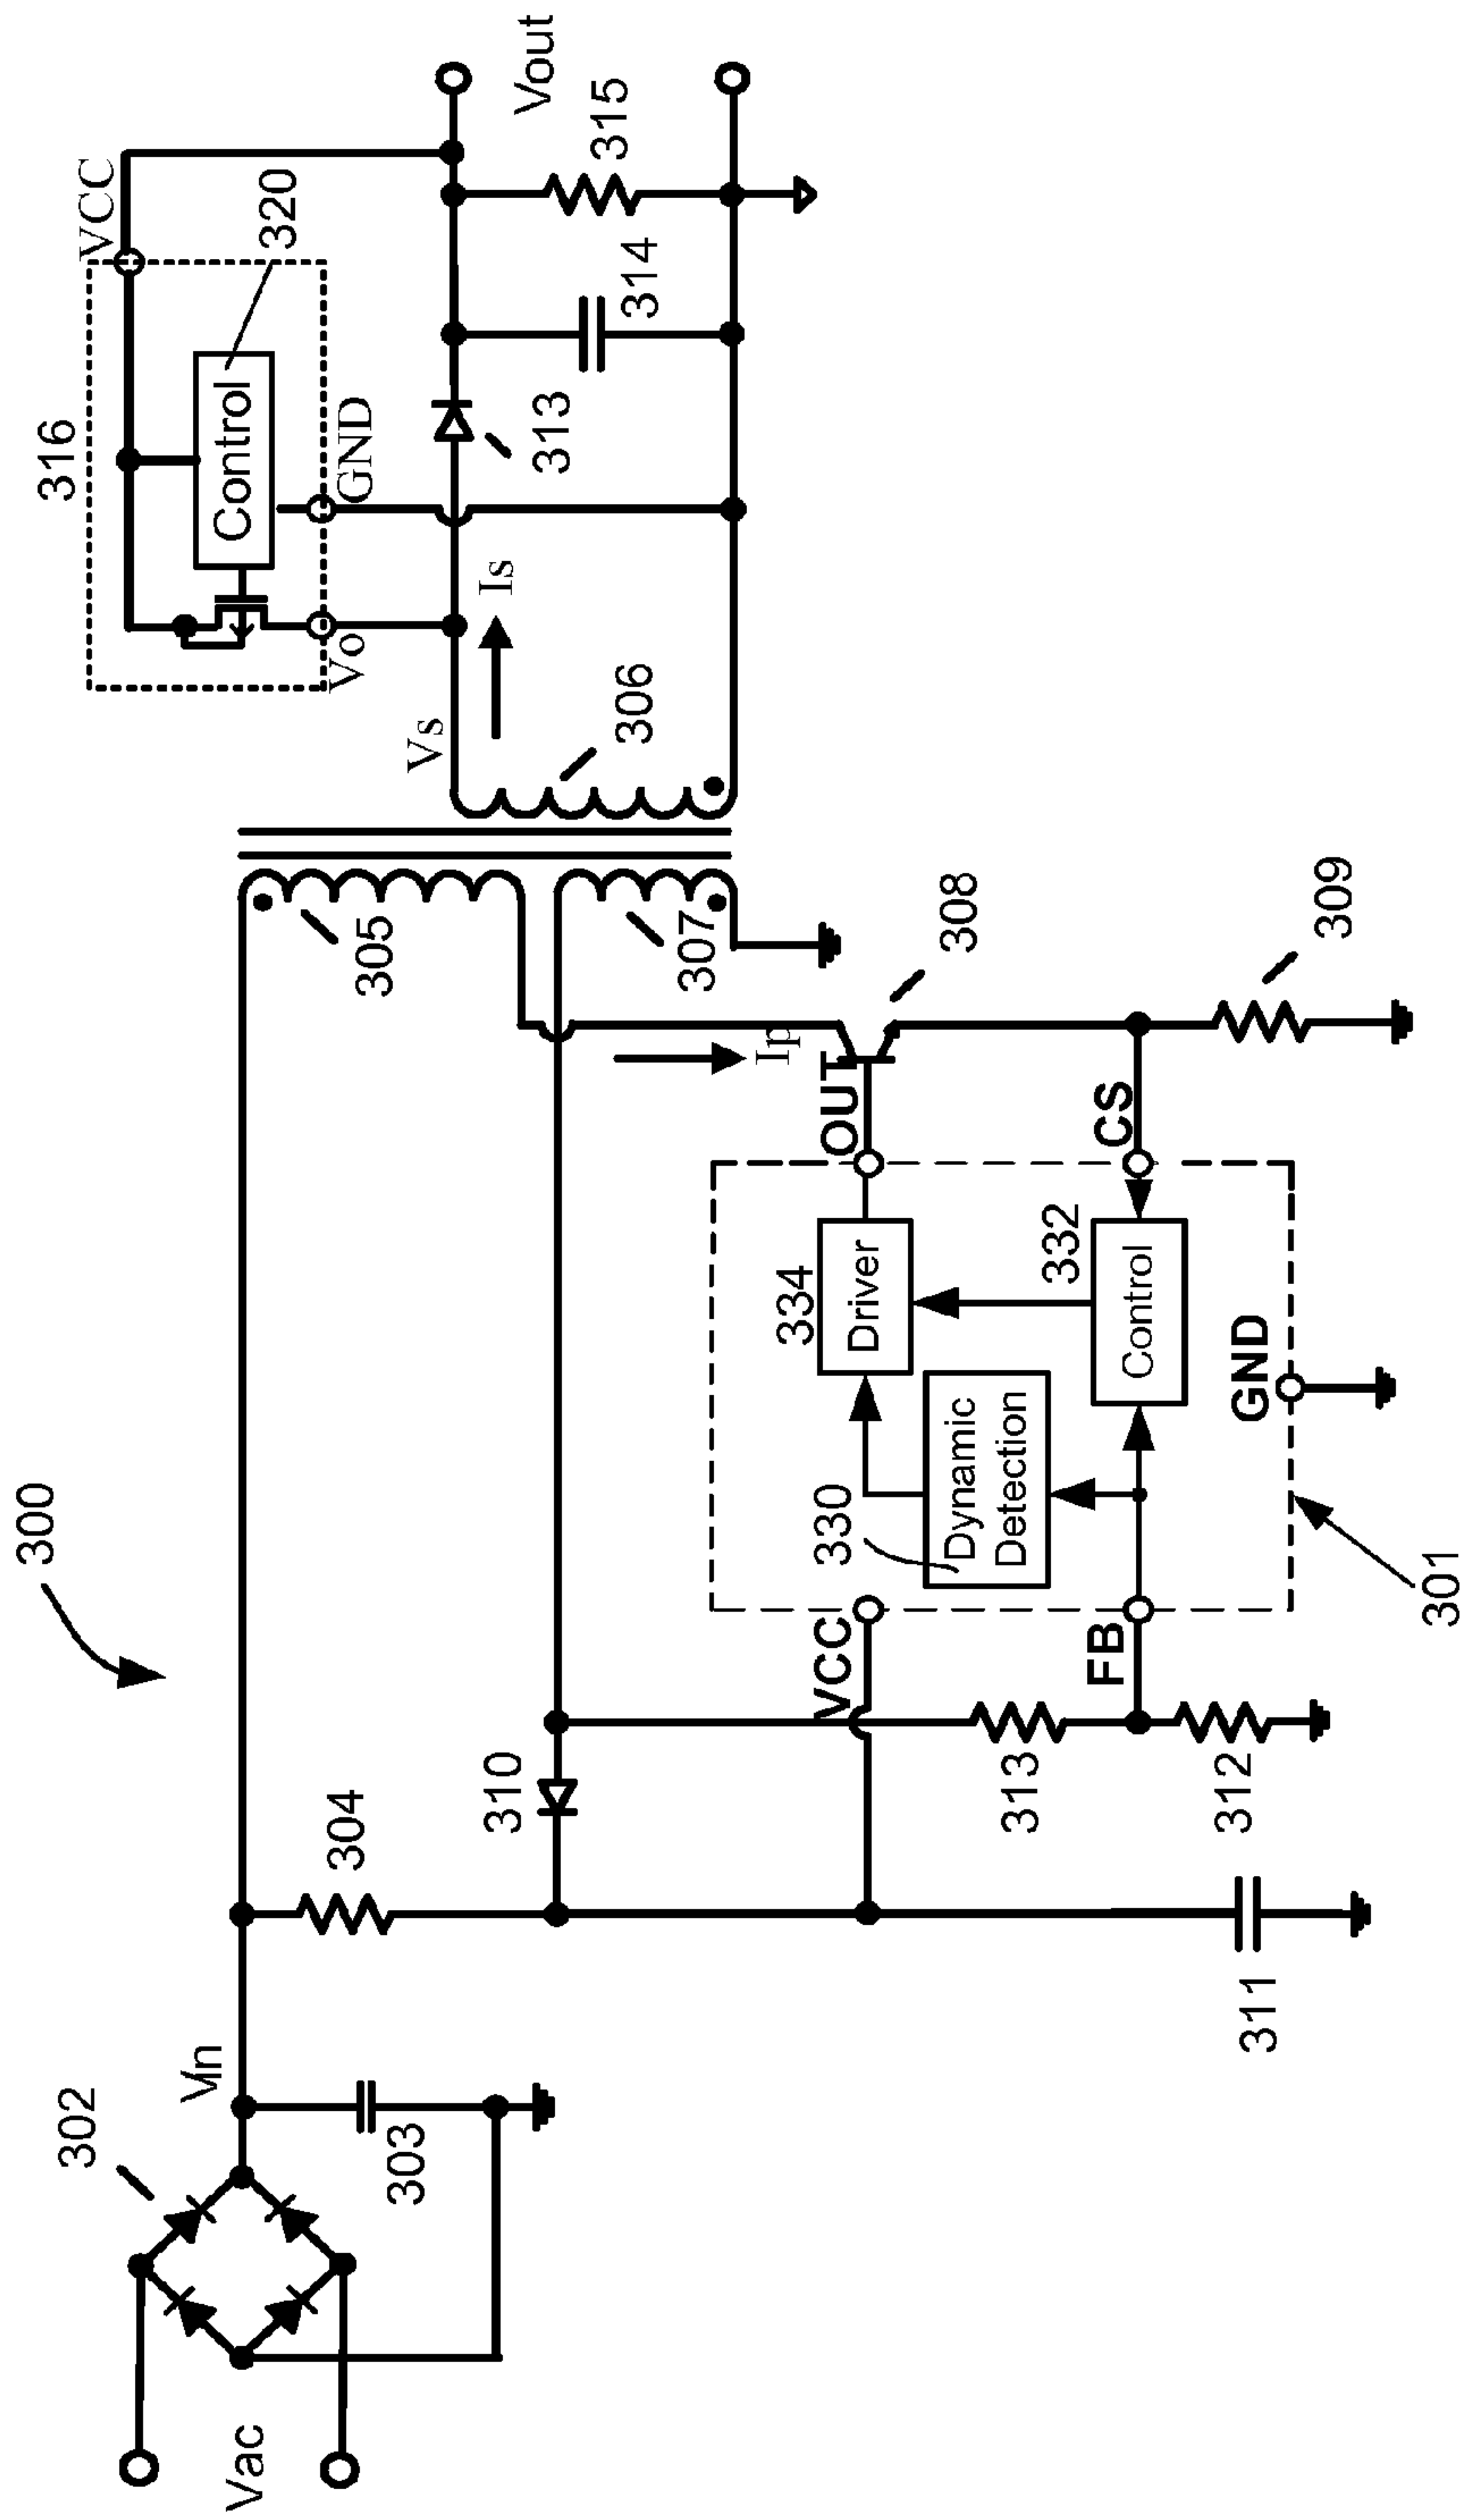 300
302
Vac
Vin
303
304
305
306
307
Vs
Is
316
VCC
320
Control
Vo
GND
313
314
315
Vout
310
Ip
308
309
311
313
312
VCC
FB
OUT
CS
GND
330
Dynamic
Detection
334
Driver
332
Control
301